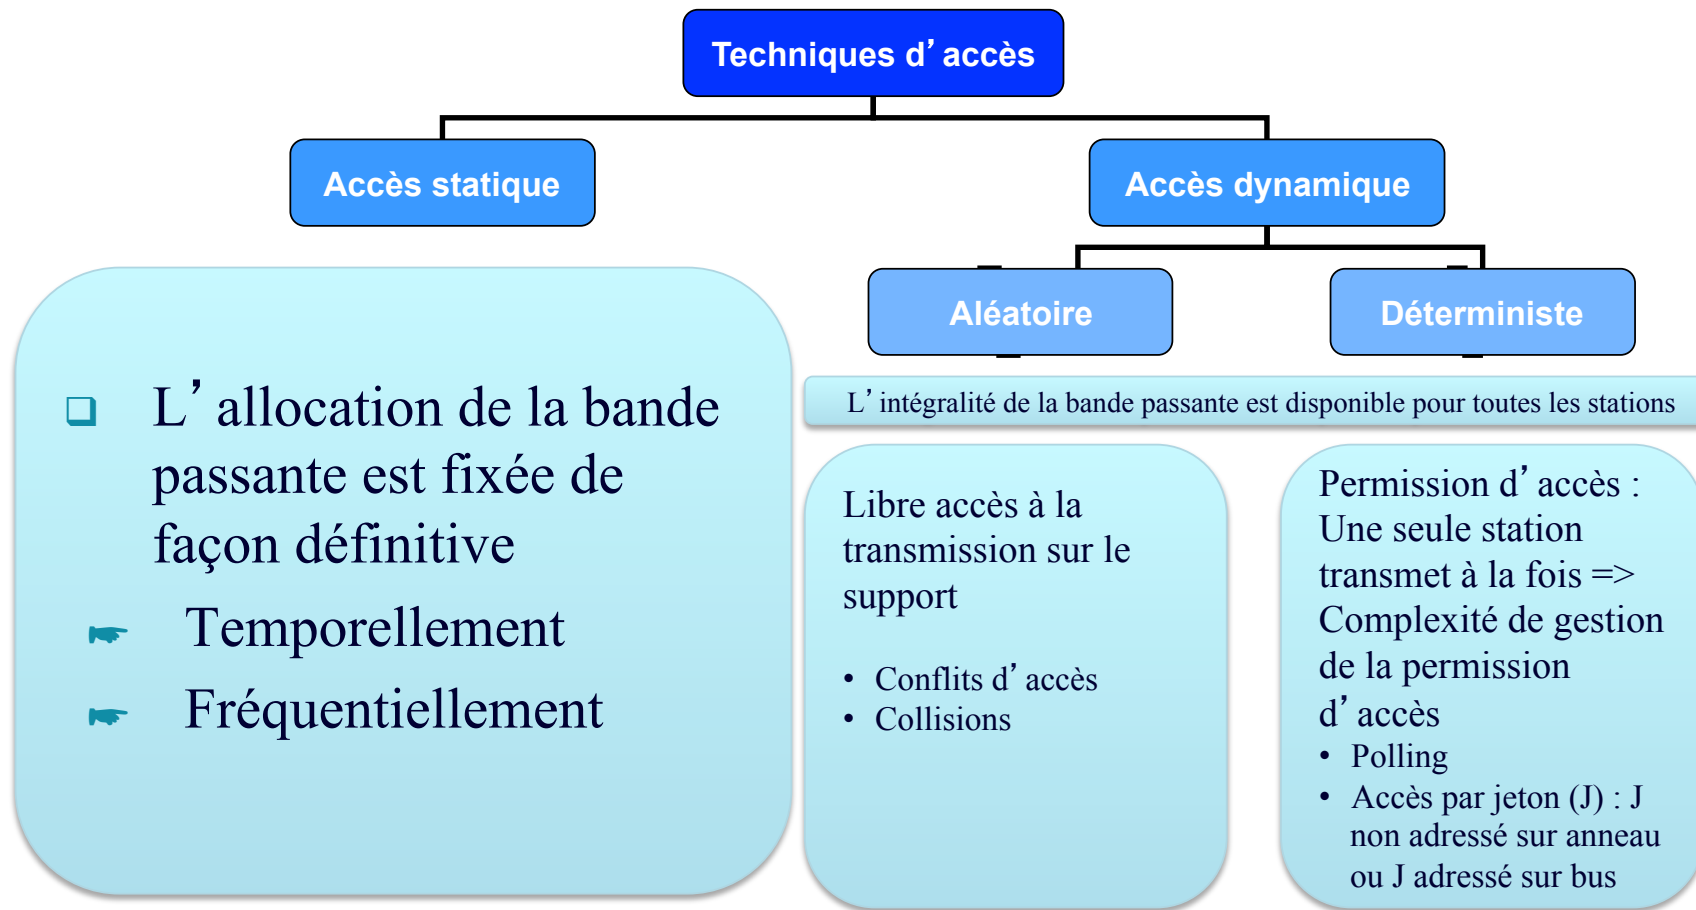 Techniques d’accès
Accès statique
Accès dynamique
Aléatoire
Déterministe
L’intégralité de la bande passante est disponible pour toutes les stations
❑ L’allocation de la bande
passante est fixée de
façon définitive
☛ Temporellement
☛ Fréquentiellement
Libre accès à la
transmission sur le
support
• Conflits d’accès
• Collisions
Permission d’accès :
Une seule station
transmet à la fois =>
Complexité de gestion
de la permission
d’accès
• Polling
• Accès par jeton (J) : J
non adressé sur anneau
ou J adressé sur bus